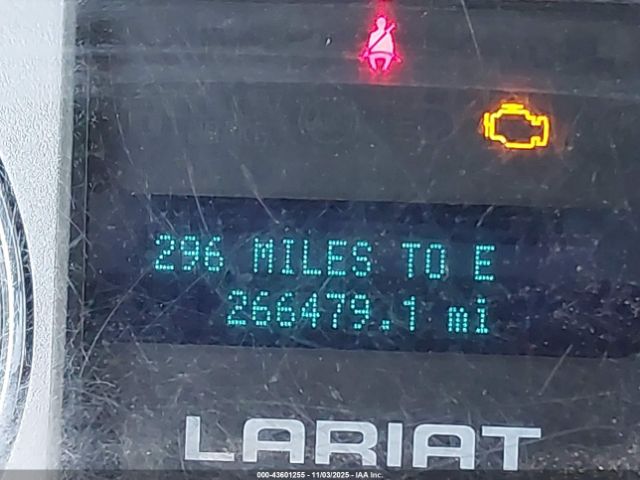 296 MILES TO E
266479.1 mi
LARIAT
000-43601255 - 11/03/2025 - IAA Inc.